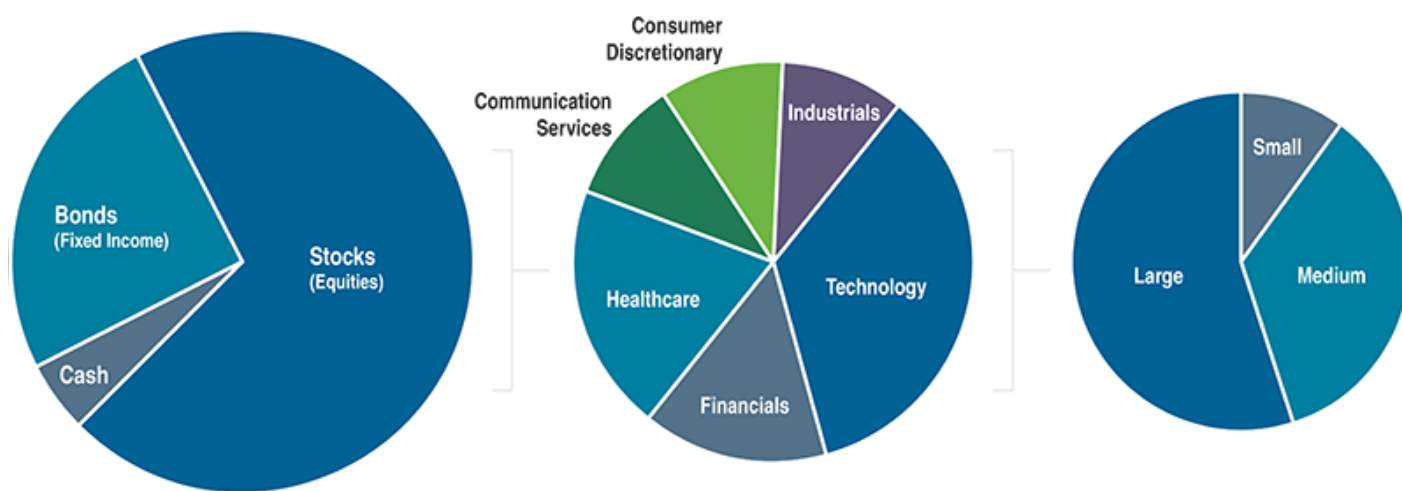 Bonds
(Fixed Income)
Stocks
(Equities)
Cash
Consumer
Discretionary
Communication
Services
Industrials
Healthcare
Technology
Financials
Small
Large
Medium